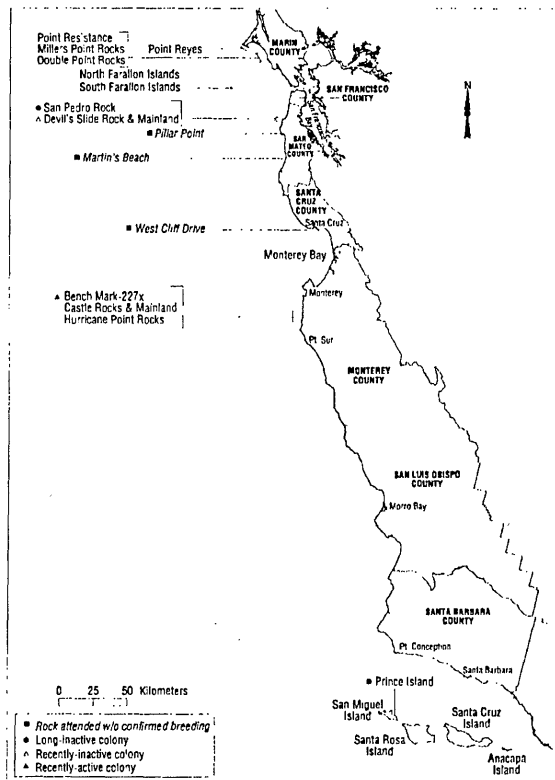 Point Resistance
Millers Point Rocks
Double Point Rocks
Point Reyes
MARIN
COUNTY
North Farallon Islands
South Farallon Islands
SAN FRANCISCO
COUNTY
N
● San Pedro Rock
△ Devil's Slide Rock & Mainland
■ Pillar Point
SAN
MATEO
COUNTY
■ Martin's Beach
SANTA
CRUZ
COUNTY
Santa Cruz
■ West Cliff Drive
Monterey Bay
▲ Bench Mark-227x
Castle Rocks & Mainland
Hurricane Point Rocks
Monterey
Pt. Sur
MONTEREY
COUNTY
SAN LUIS OBISPO
COUNTY
Morro Bay
SANTA BARBARA
COUNTY
Pt. Conception
Santa Barbara
0 25 50 Kilometers
● Prince Island
San Miguel
Island
Santa Rosa
Island
Santa Cruz
Island
Anacapa
Island
■ Rock attended w/o confirmed breeding
● Long-inactive colony
△ Recently-inactive colony
▲ Recently-active colony